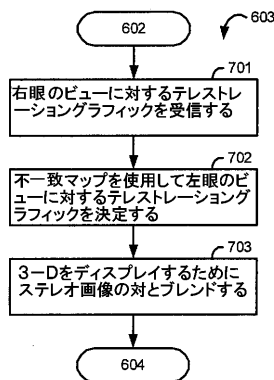 602
603
701
右眼のビューに対するテレストレ
ーショングラフィックを受信する
702
不一致マップを使用して左眼のビ
ューに対するテレストレーショング
ラフィックを決定する
703
3-Dをディスプレイするために
ステレオ画像の対とブレンドする
604